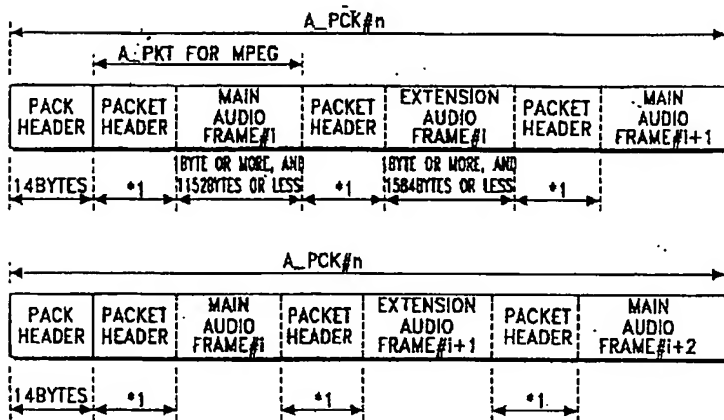 A_PCK#n
A_PKT FOR MPEG
PACK HEADER
PACKET HEADER
MAIN AUDIO FRAME#i
PACKET HEADER
EXTENSION AUDIO FRAME#i
PACKET HEADER
MAIN AUDIO FRAME#i+1
14BYTES
*1
1BYTE OR MORE, AND 1152BYTES OR LESS
*1
1BYTE OR MORE, AND 1584BYTES OR LESS
*1
A_PCK#n
PACK HEADER
PACKET HEADER
MAIN AUDIO FRAME#i
PACKET HEADER
EXTENSION AUDIO FRAME#i+1
PACKET HEADER
MAIN AUDIO FRAME#i+2
14BYTES
*1
*1
*1